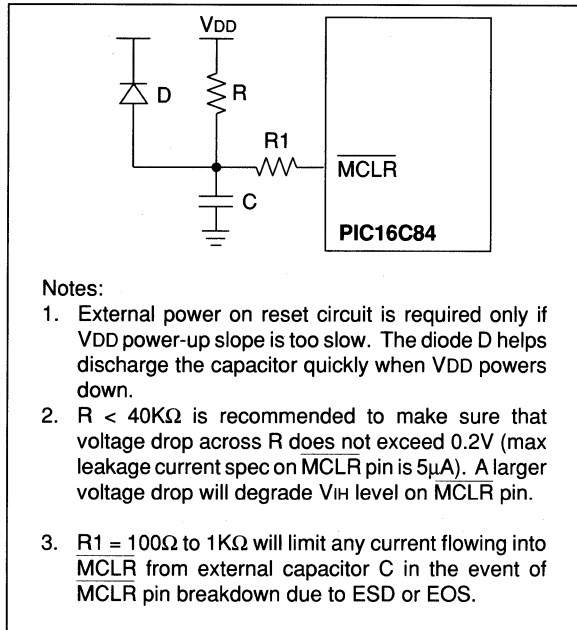 VDD
D
R
R1
MCLR
C
PIC16C84
Notes:
1. External power on reset circuit is required only if
VDD power-up slope is too slow. The diode D helps
discharge the capacitor quickly when VDD powers
down.
2. R < 40KΩ is recommended to make sure that
voltage drop across R does not exceed 0.2V (max
leakage current spec on MCLR pin is 5μA). A larger
voltage drop will degrade VIH level on MCLR pin.
3. R1 = 100Ω to 1KΩ will limit any current flowing into
MCLR from external capacitor C in the event of
MCLR pin breakdown due to ESD or EOS.